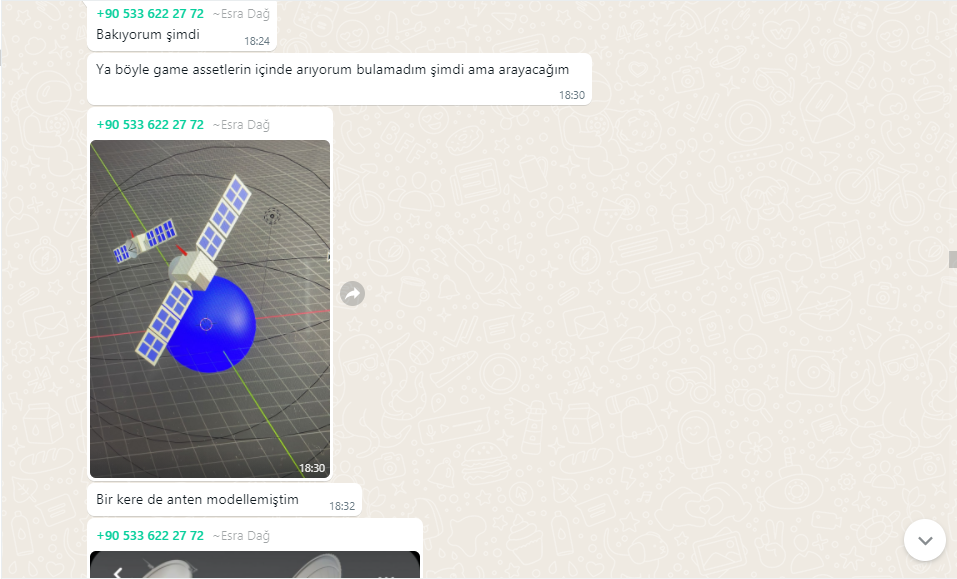 +90 533 622 27 72 ~Esra Dağ
Bakıyorum şimdi
18:24
Ya böyle game assetlerin içinde arıyorum bulamadım şimdi ama arayacağım
18:30
+90 533 622 27 72 ~Esra Dağ
18:30
Bir kere de anten modellemiştim
18:32
+90 533 622 27 72 ~Esra Dağ